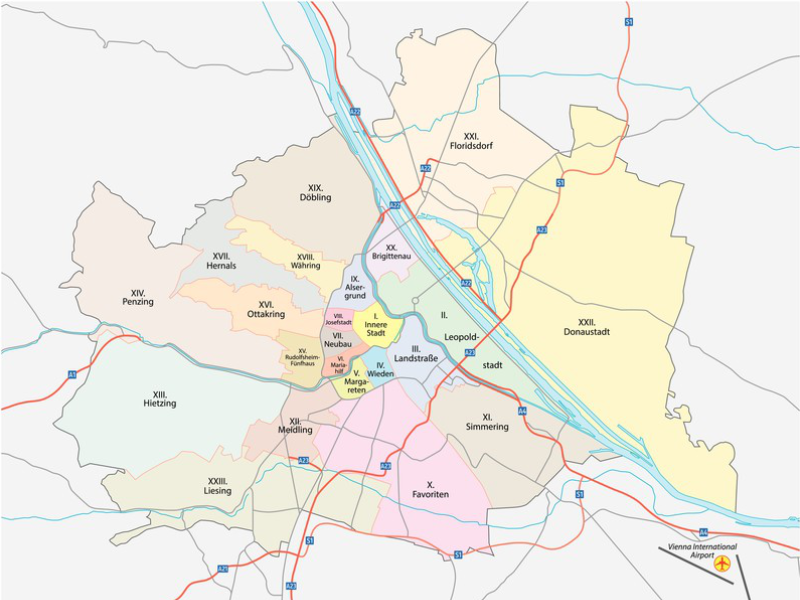 S1
A22
XXI.
Floridsdorf
A22
S1
XIX.
Döbling
A22
A23
XX.
Brigittenau
XVII.
Hernals
XVIII.
Währing
IX.
Alser-
grund
A22
XIV.
Penzing
XVI.
Ottakring
VIII.
Josefstadt
I.
Innere
Stadt
II.
Leopold-
stadt
XXII.
Donaustadt
VII.
Neubau
XV.
Rudolfsheim-
Fünfhaus
VI.
Maria-
hilf
III.
Landstraße
A23
IV.
Wieden
V.
Marga-
reten
A1
XIII.
Hietzing
A4
XII.
Meidling
XI.
Simmering
A23
A23
XXIII.
Liesing
X.
Favoriten
S1
A4
S1
S1
Vienna International
Airport
A21
A23